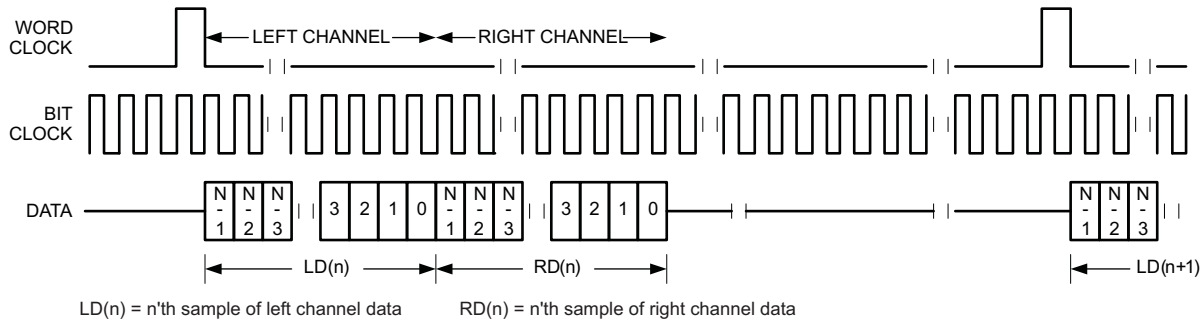 WORD
CLOCK
LEFT CHANNEL
RIGHT CHANNEL
BIT
CLOCK
DATA
N-1 N-2 N-3 3 2 1 0 N-1 N-2 N-3 3 2 1 0 N-1 N-2 N-3
LD(n) RD(n) LD(n+1)
LD(n) = n'th sample of left channel data RD(n) = n'th sample of right channel data